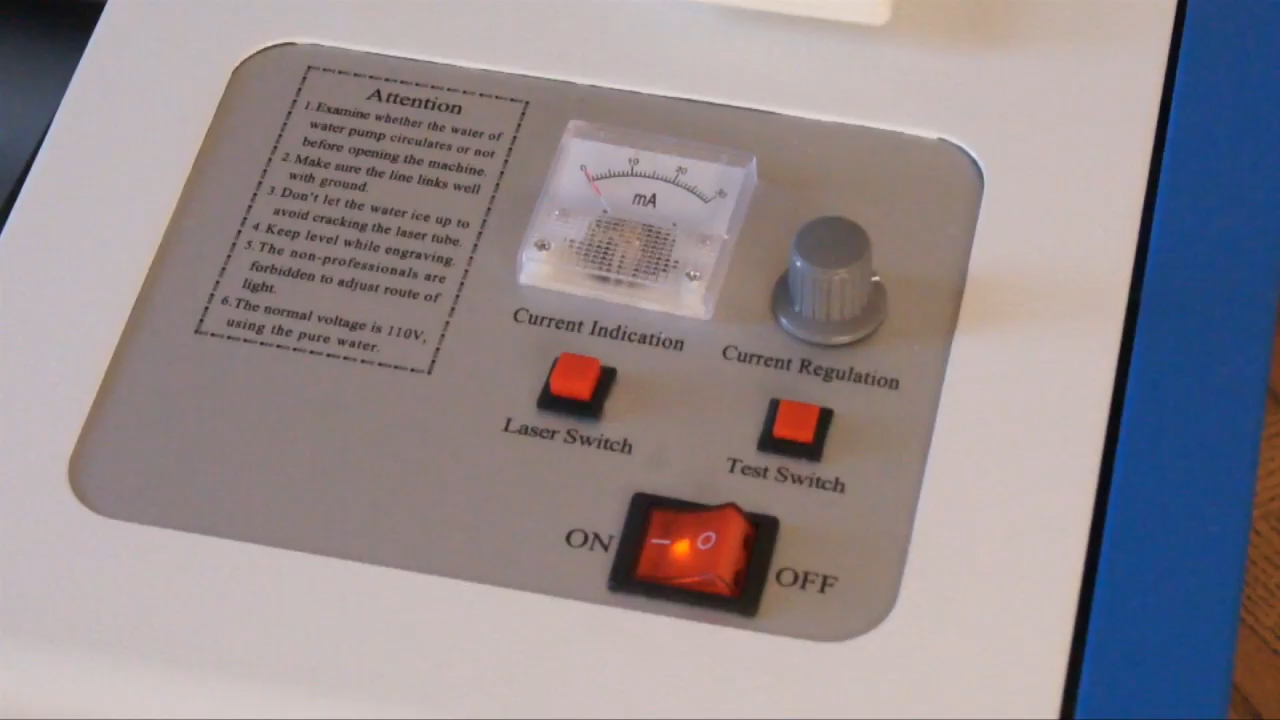 Attention
1. Examine whether the water of
water pump circulates or not
before opening the machine.
2. Make sure the line links well
with ground.
3. Don't let the water ice up to
avoid cracking the laser tube.
4. Keep level while engraving.
5. The non-professionals are
forbidden to adjust route of
light.
6. The normal voltage is 110V,
using the pure water.
0 10 20 30
mA
Current Indication
Current Regulation
Laser Switch
Test Switch
ON
— O
OFF